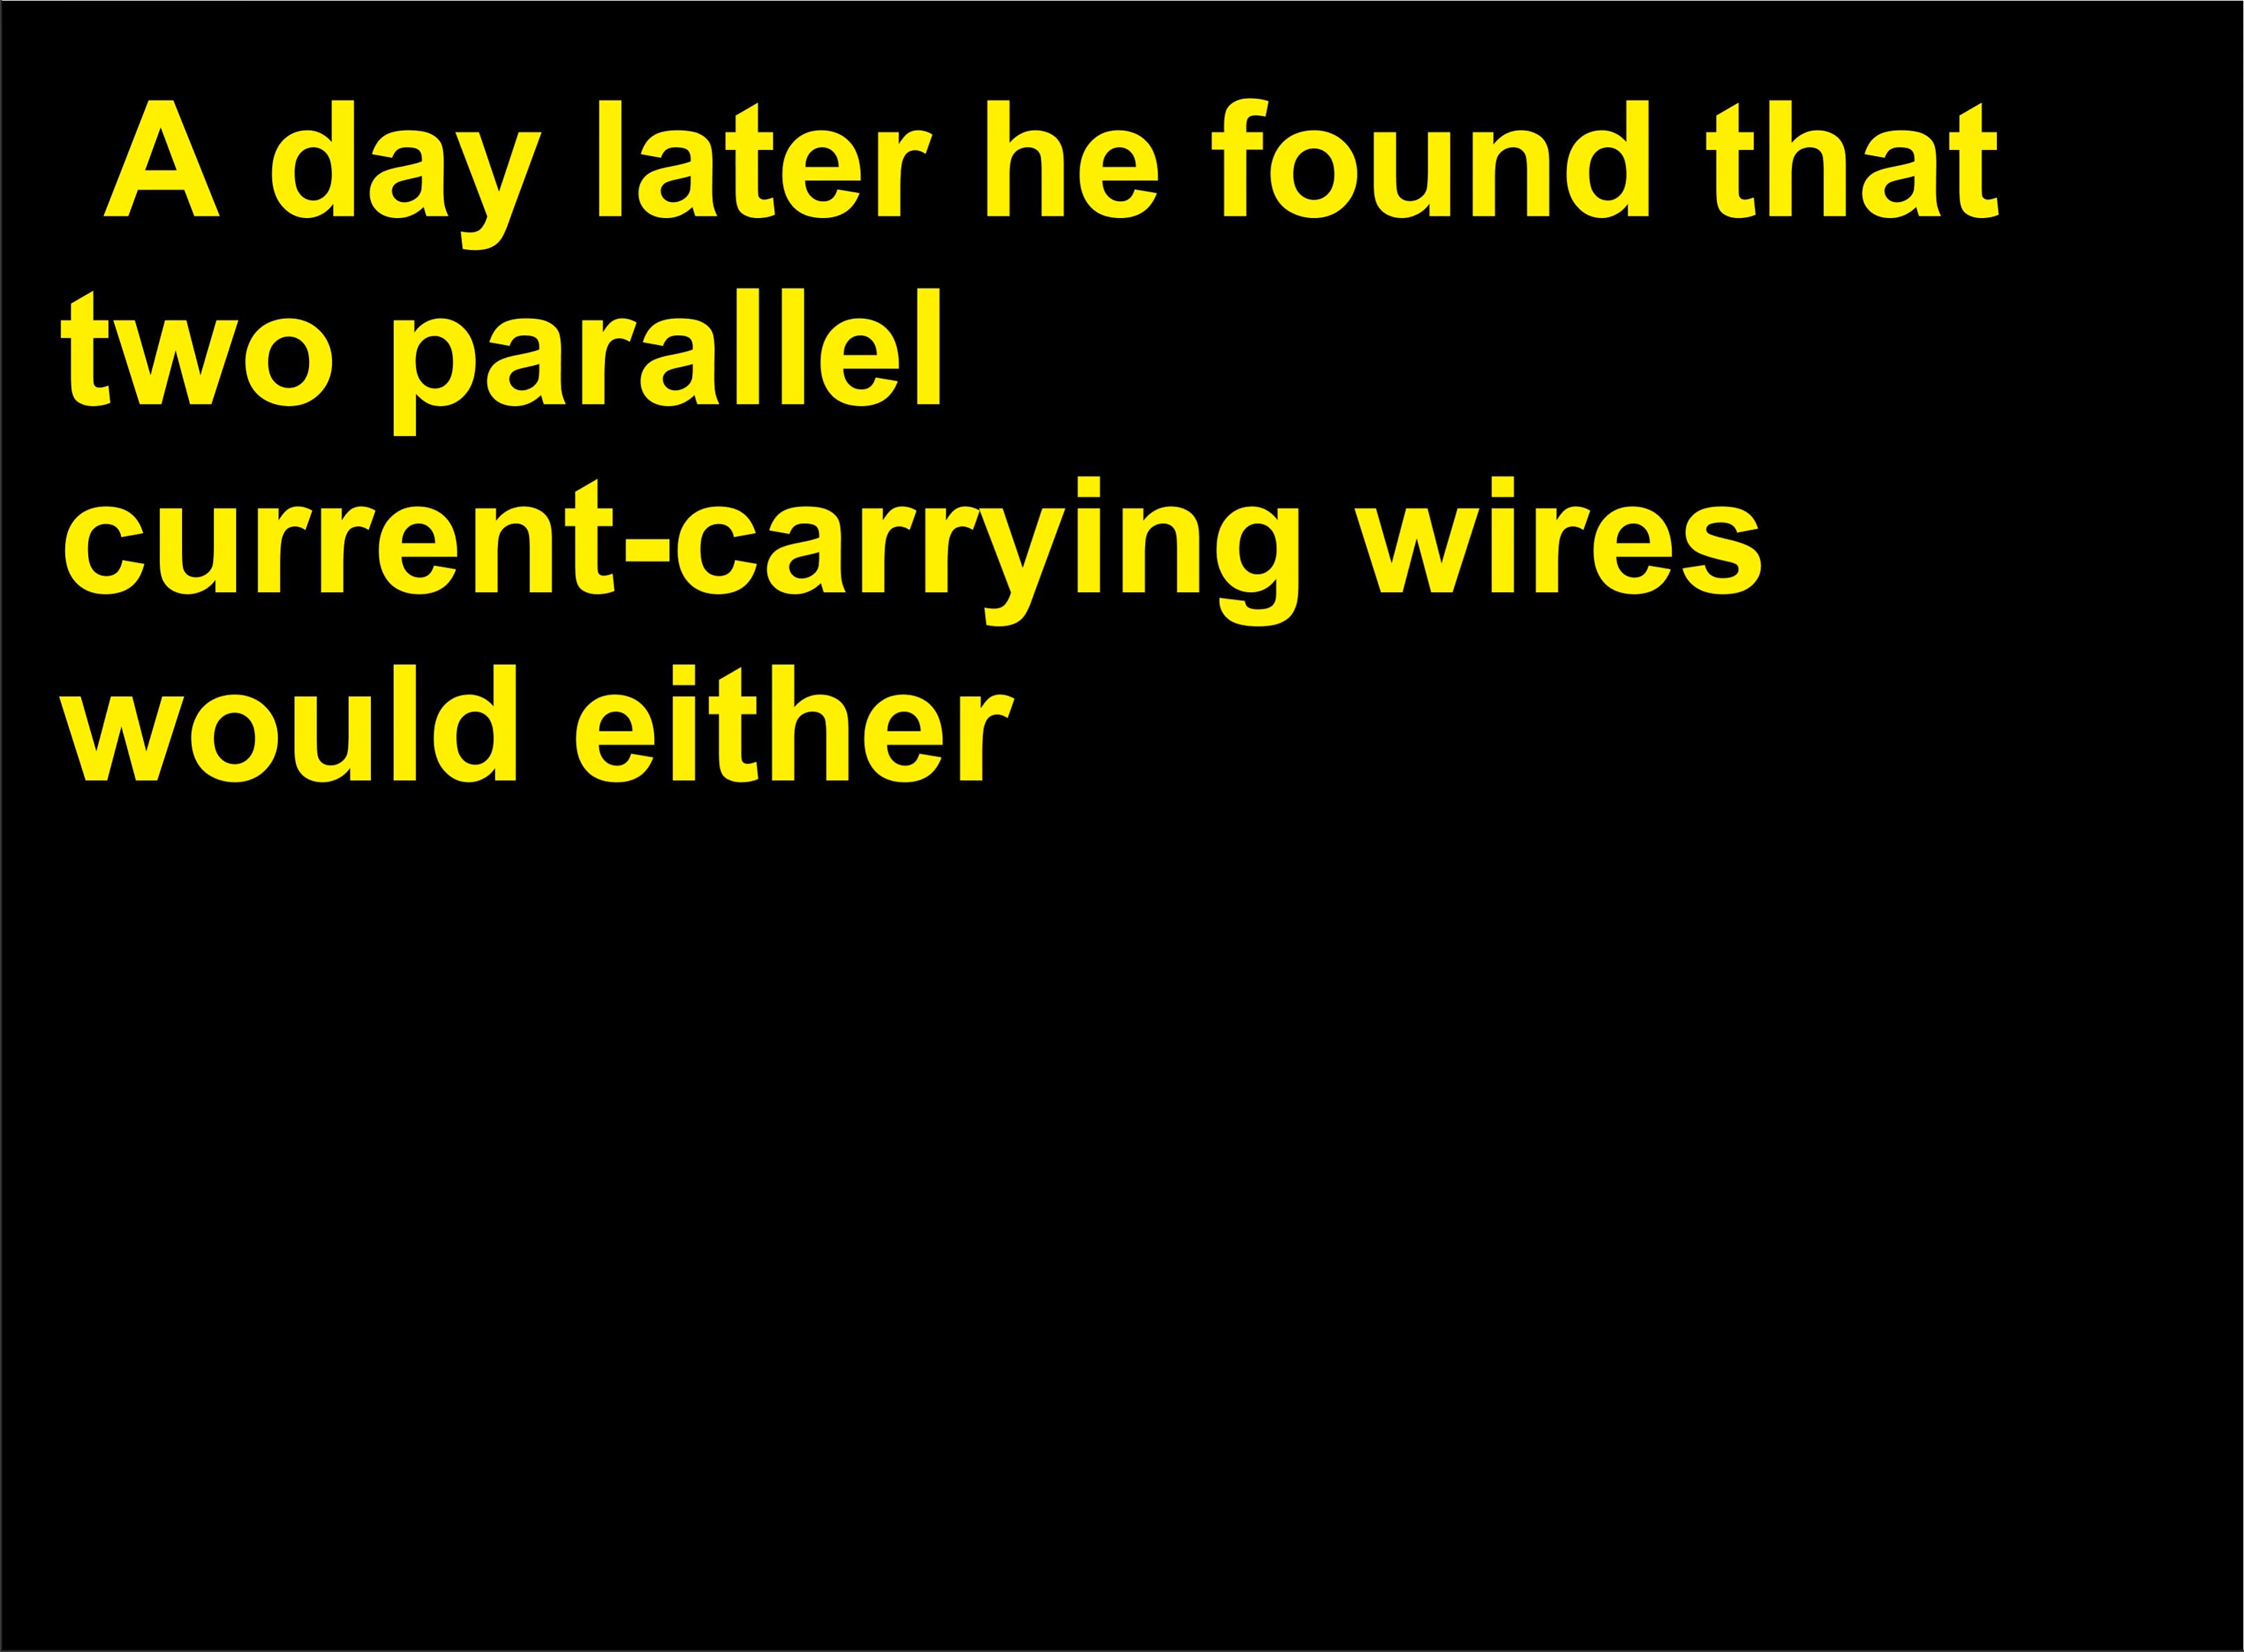 A day later he found that
two parallel
current-carrying wires
would either